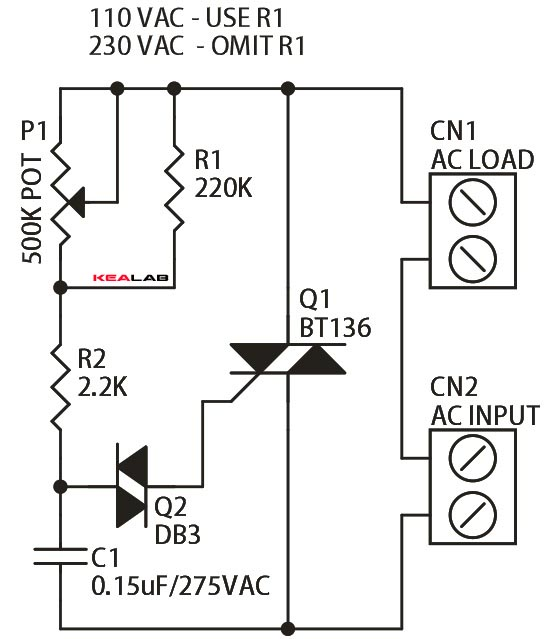 110 VAC - USE R1
230 VAC - OMIT R1
P1
500K POT
R1
220K
CN1
AC LOAD
KEALAB
Q1
BT136
R2
2.2K
CN2
AC INPUT
Q2
DB3
C1
0.15uF/275VAC